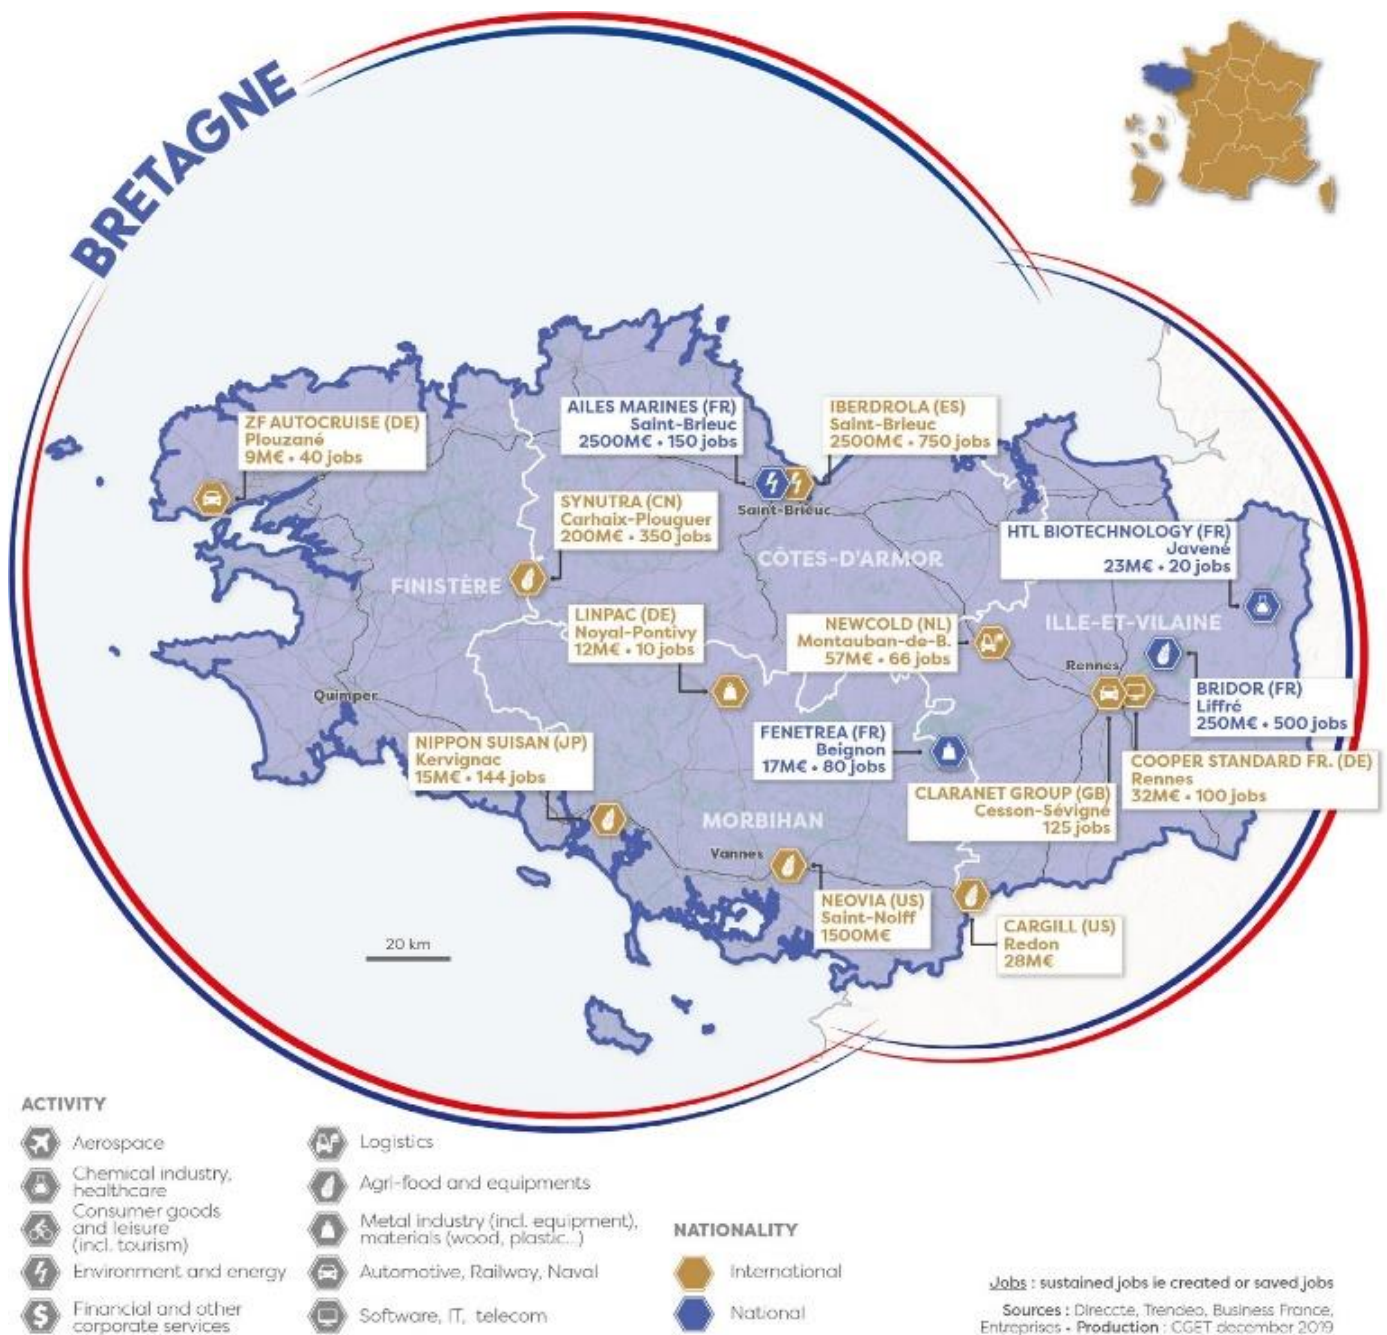 BRETAGNE
ZF AUTOCRUISE (DE)
Plouzané
9M€ • 40 jobs
AILES MARINES (FR)
Saint-Brieuc
2500M€ • 150 jobs
IBERDROLA (ES)
Saint-Brieuc
2500M€ • 750 jobs
SYNUTRA (CN)
Carhaix-Plouguer
200M€ • 350 jobs
Saint-Brieuc
HTL BIOTECHNOLOGY (FR)
Javené
23M€ • 20 jobs
CÔTES-D'ARMOR
FINISTÈRE
LINPAC (DE)
Noyal-Pontivy
12M€ • 10 jobs
NEWCOLD (NL)
Montauban-de-B.
57M€ • 66 jobs
ILLE-ET-VILAINE
Rennes
Quimper
BRIDOR (FR)
Liffré
250M€ • 500 jobs
FENETREA (FR)
Beignon
17M€ • 80 jobs
NIPPON SUISAN (JP)
Kervignac
15M€ • 144 jobs
COOPER STANDARD FR. (DE)
Rennes
32M€ • 100 jobs
CLARANET GROUP (GB)
Cesson-Sévigné
125 jobs
MORBIHAN
Vannes
NEOVIA (US)
Saint-Nolff
1500M€
CARGILL (US)
Redon
28M€
20 km
ACTIVITY
Aerospace
Chemical industry,
healthcare
Consumer goods
and leisure
(incl. tourism)
Environment and energy
Financial and other
corporate services
Logistics
Agri-food and equipments
Metal industry (incl. equipment),
materials (wood, plastic...)
Automotive, Railway, Naval
Software, IT, telecom
NATIONALITY
International
National
Jobs : sustained jobs ie created or saved jobs
Sources : Direccte, Trendeo, Business France,
Entreprises - Production : CGET december 2019